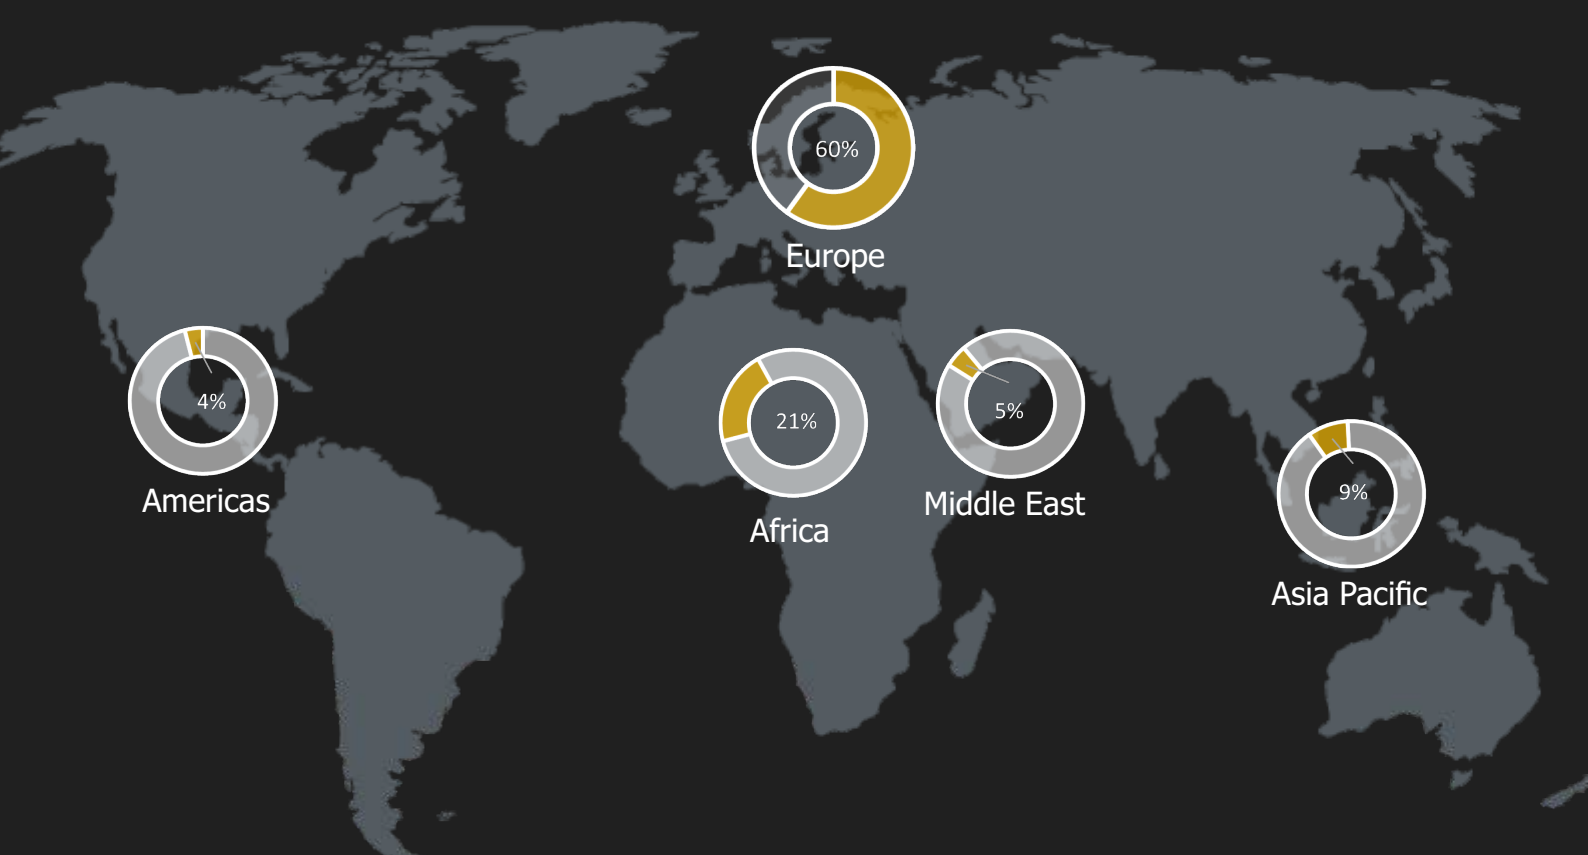 60%
Europe
4%
Americas
21%
Africa
5%
Middle East
9%
Asia Pacific